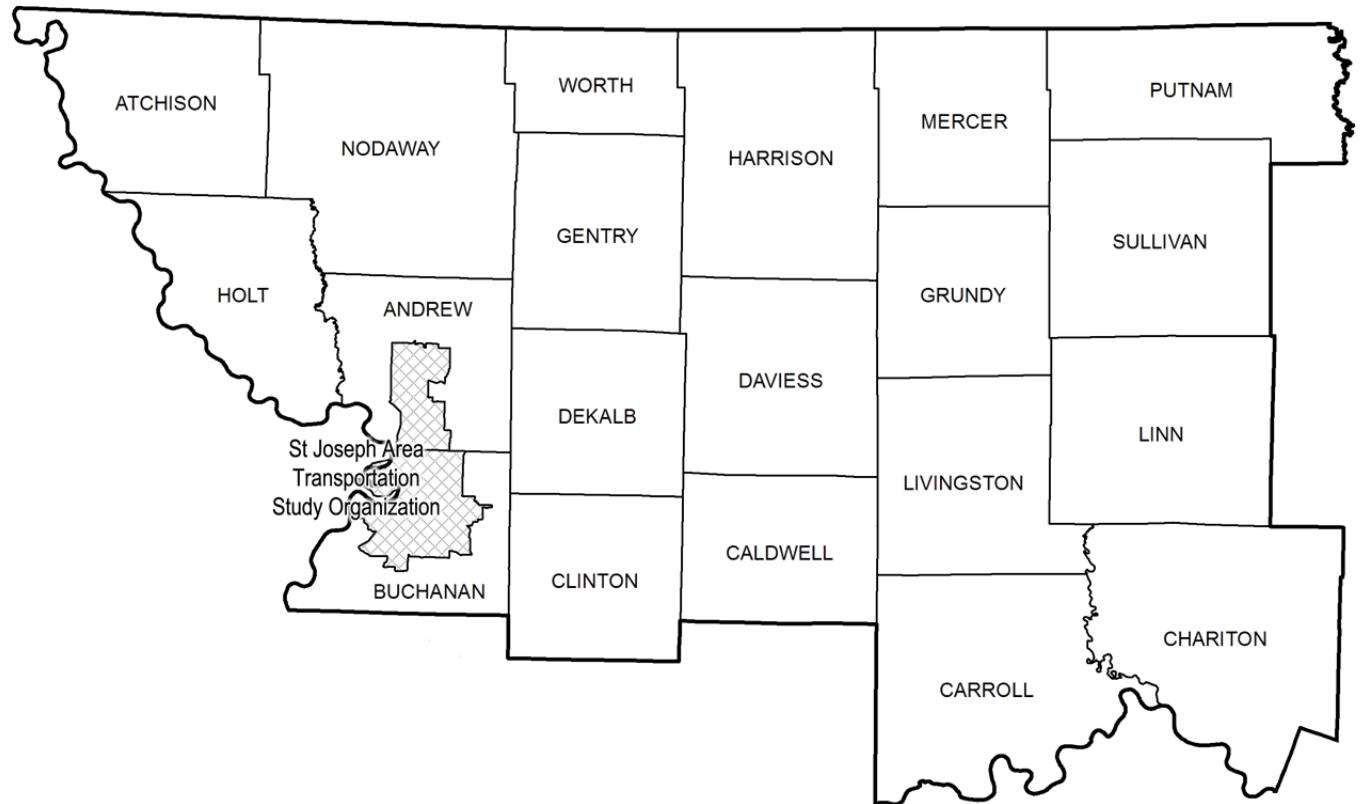 ATCHISON
NODAWAY
WORTH
HARRISON
MERCER
PUTNAM
HOLT
ANDREW
GENTRY
GRUNDY
SULLIVAN
DEKALB
DAVIESS
LIVINGSTON
LINN
St Joseph Area
Transportation
Study Organization
BUCHANAN
CLINTON
CALDWELL
CARROLL
CHARITON